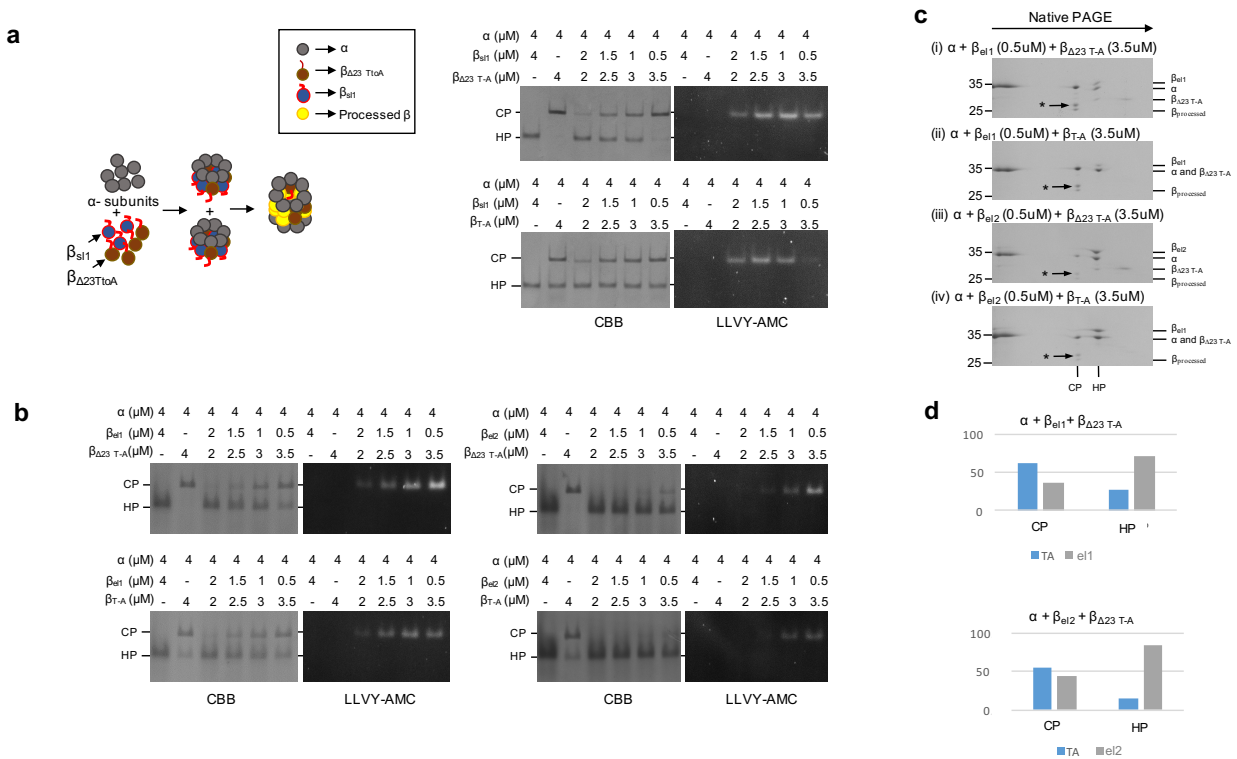 a
α
βΔ23 TtoA
βsl1
Processed β
α- subunits
+
+
βsl1
βΔ23TtoA
α (µM) 4 4 4 4 4 4 4 4 4 4 4 4
βsl1(µM) 4 - 2 1.5 1 0.5 4 - 2 1.5 1 0.5
βΔ23 T-A(µM) - 4 2 2.5 3 3.5 - 4 2 2.5 3 3.5
CP
HP
α (µM) 4 4 4 4 4 4 4 4 4 4 4 4
βsl1(µM) 4 - 2 1.5 1 0.5 4 - 2 1.5 1 0.5
βT-A(µM) - 4 2 2.5 3 3.5 - 4 2 2.5 3 3.5
CP
HP
CBB LLVY-AMC
b
α (µM) 4 4 4 4 4 4 4 4 4 4 4 4
βel1 (µM) 4 - 2 1.5 1 0.5 4 - 2 1.5 1 0.5
βΔ23 T-A(µM) - 4 2 2.5 3 3.5 - 4 2 2.5 3 3.5
CP
HP
α (µM) 4 4 4 4 4 4 4 4 4 4 4 4
βel1 (µM) 4 - 2 1.5 1 0.5 4 - 2 1.5 1 0.5
βT-A (µM) - 4 2 2.5 3 3.5 - 4 2 2.5 3 3.5
CP
HP
CBB LLVY-AMC
α (µM) 4 4 4 4 4 4 4 4 4 4 4 4
βel2 (µM) 4 - 2 1.5 1 0.5 4 - 2 1.5 1 0.5
βΔ23 T-A(µM) - 4 2 2.5 3 3.5 - 4 2 2.5 3 3.5
CP
HP
α (µM) 4 4 4 4 4 4 4 4 4 4 4 4
βel2 (µM) 4 - 2 1.5 1 0.5 4 - 2 1.5 1 0.5
βT-A (µM) - 4 2 2.5 3 3.5 - 4 2 2.5 3 3.5
CP
HP
CBB LLVY-AMC
c
Native PAGE
(i) α + βel1 (0.5uM) + βΔ23 T-A (3.5uM)
35
25
*
βel1
α
βΔ23 T-A
βprocessed
(ii) α + βel1 (0.5uM) + βT-A (3.5uM)
35
25
*
βel1
α and βΔ23 T-A
βprocessed
(iii) α + βel2 (0.5uM) + βΔ23 T-A (3.5uM)
35
25
*
βel2
α
βΔ23 T-A
βprocessed
(iv) α + βel2 (0.5uM) + βT-A (3.5uM)
35
25
*
βel1
α and βΔ23 T-A
βprocessed
CP HP
d
α + βel1 + βΔ23 T-A
100
50
0
CP HP
TA el1
α + βel2 + βΔ23 T-A
100
50
0
CP HP
TA el2